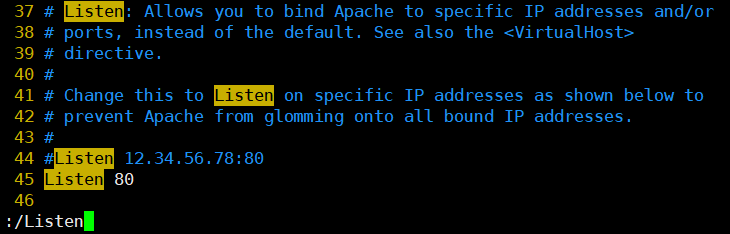 37 # Listen: Allows you to bind Apache to specific IP addresses and/or
38 # ports, instead of the default. See also the <VirtualHost>
39 # directive.
40 #
41 # Change this to Listen on specific IP addresses as shown below to
42 # prevent Apache from glomming onto all bound IP addresses.
43 #
44 #Listen 12.34.56.78:80
45 Listen 80
46
:/Listen